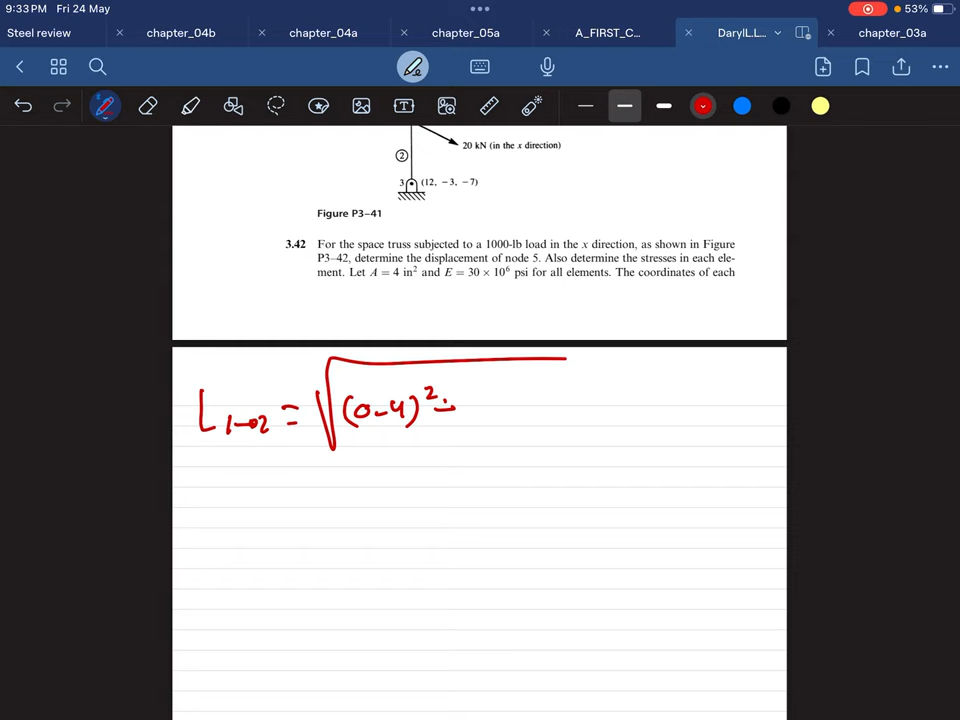 9:33 PM Fri 24 May
53%
Steel review
chapter_04b
chapter_04a
chapter_05a
A_FIRST_C...
DarylL.L...
chapter_03a
20 kN (in the x direction)
2
3 (12, −3, −7)
Figure P3–41
3.42 For the space truss subjected to a 1000-lb load in the x direction, as shown in Figure
P3–42, determine the displacement of node 5. Also determine the stresses in each ele-
ment. Let A = 4 in² and E = 30 × 10⁶ psi for all elements. The coordinates of each
L₁→₂ = √(0-4)²